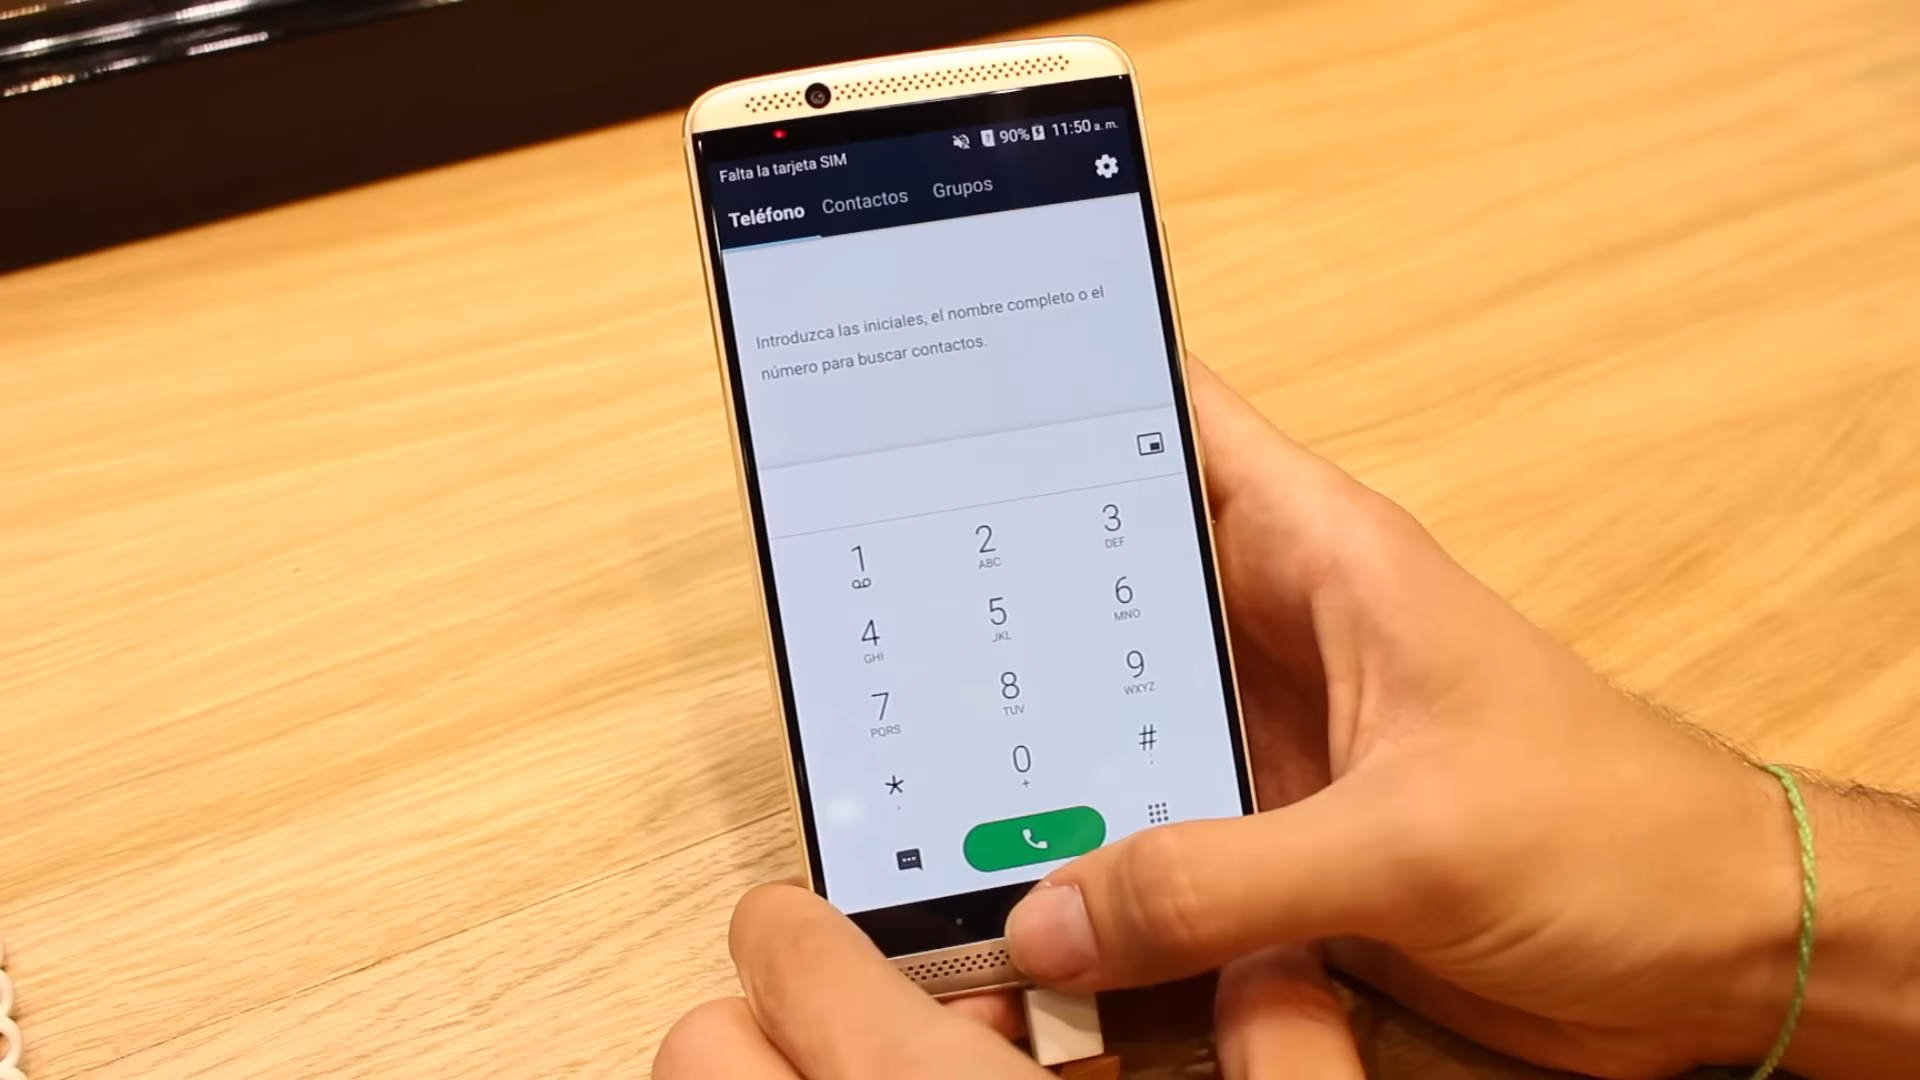 90% 11:50 a. m.
Falta la tarjeta SIM
Teléfono Contactos Grupos
Introduzca las iniciales, el nombre completo o el
número para buscar contactos.
1 2 3
ABC DEF
4 5 6
GHI JKL MNO
7 8 9
PQRS TUV WXYZ
* 0 #
, + ;